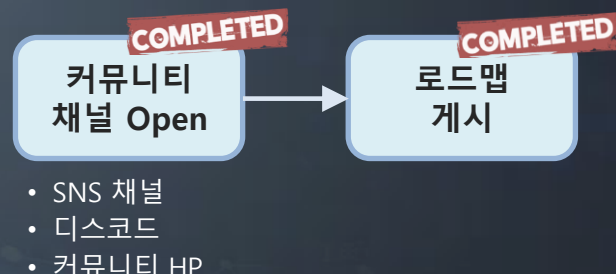 COMPLETED
커뮤니티
채널 Open
COMPLETED
로드맵
게시
• SNS 채널
• 디스코드
• 커뮤니티 HP